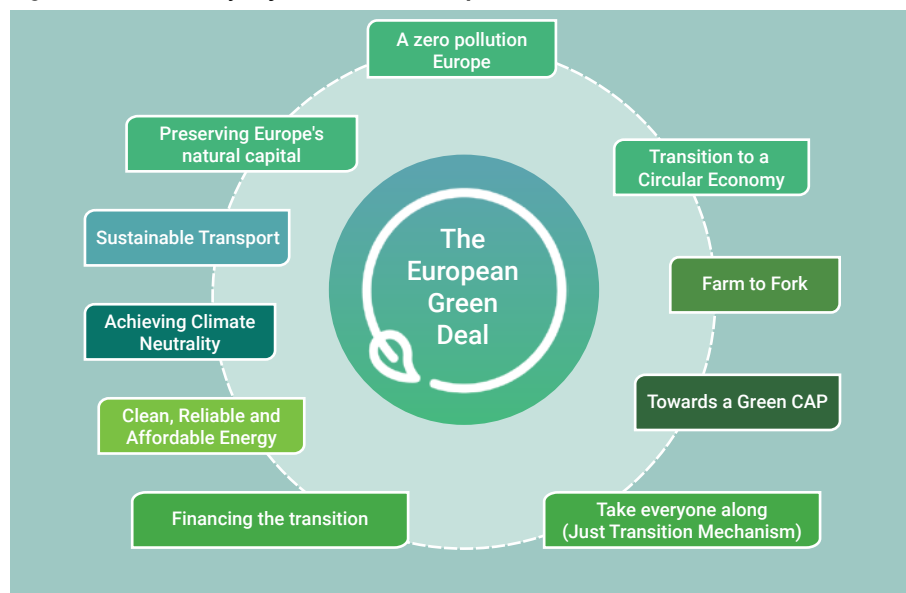 A zero pollution
Europe
Preserving Europe's
natural capital
Transition to a
Circular Economy
Sustainable Transport
The
European
Green
Deal
Farm to Fork
Achieving Climate
Neutrality
Towards a Green CAP
Clean, Reliable and
Affordable Energy
Financing the transition
Take everyone along
(Just Transition Mechanism)